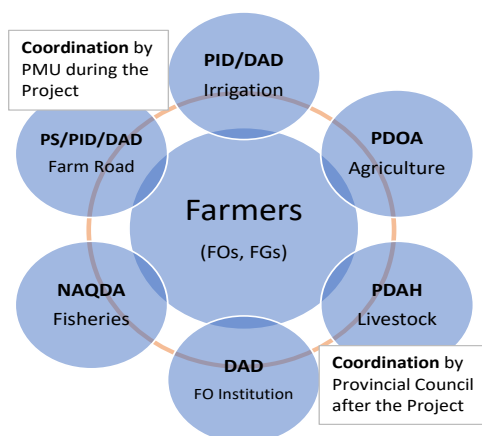 Coordination by
PMU during the
Project
PID/DAD
Irrigation
PS/PID/DAD
Farm Road
PDOA
Agriculture
Farmers
(FOs, FGs)
NAQDA
Fisheries
PDAH
Livestock
DAD
FO Institution
Coordination by
Provincial Council
after the Project